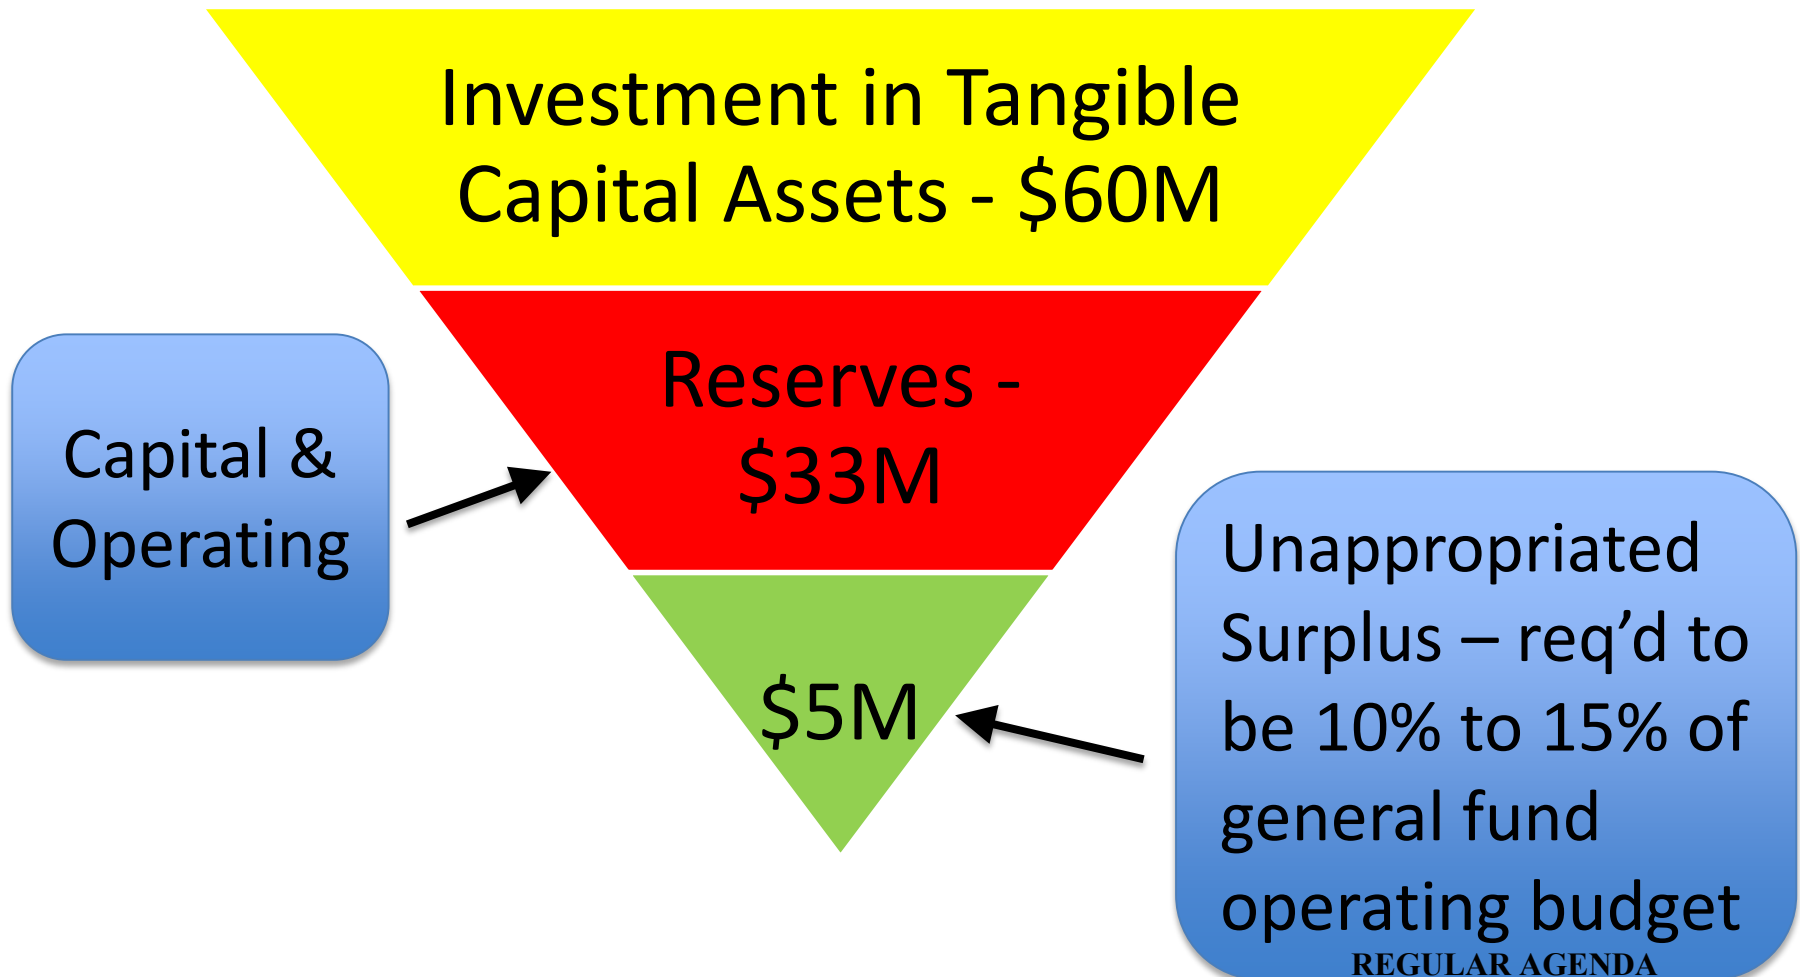 Investment in Tangible
Capital Assets - $60M
Reserves -
$33M
Capital &
Operating
$5M
Unappropriated
Surplus – req’d to
be 10% to 15% of
general fund
operating budget
REGULAR AGENDA